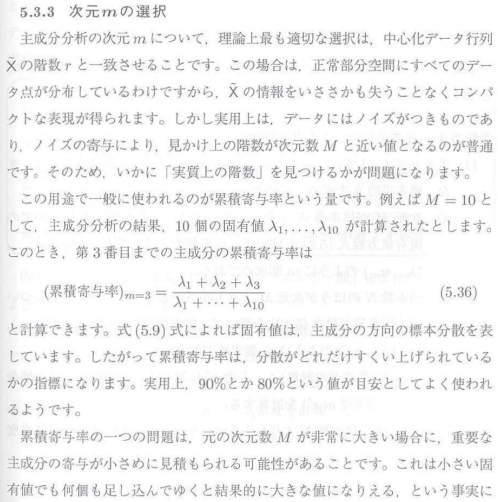 5.3.3 次元mの選択
主成分分析の次元 m について，理論上最も適切な選択は，中心化データ行列
X̃ の階数 r と一致させることです。この場合は，正常部分空間にすべてのデー
タ点が分布しているわけですから，X̃ の情報をいささかも失うことなくコンパ
クトな表現が得られます。しかし実用上は，データにはノイズがつきものであ
り，ノイズの寄与により，見かけ上の階数が次元数 M と近い値となるのが普通
です。そのため，いかに「実質上の階数」を見つけるかが問題になります。
この用途で一般に使われるのが累積寄与率という量です。例えば M = 10 と
して，主成分分析の結果，10 個の固有値 λ1, . . . , λ10 が計算されたとします。
このとき，第 3 番目までの主成分の累積寄与率は
(累積寄与率)m=3 = (λ1 + λ2 + λ3) / (λ1 + · · · + λ10) (5.36)
と計算できます。式 (5.9) 式によれば固有値は，主成分の方向の標本分散を表
しています。したがって累積寄与率は，分散がどれだけすくい上げられている
かの指標になります。実用上，90%とか 80%という値が目安としてよく使われ
るようです。
累積寄与率の一つの問題は，元の次元数 M が非常に大きい場合に，重要な
主成分の寄与が小さめに見積もられる可能性があることです。これは小さい固
有値でも何個も足し込んでゆくと結果的に大きな値になりえる，という事実に